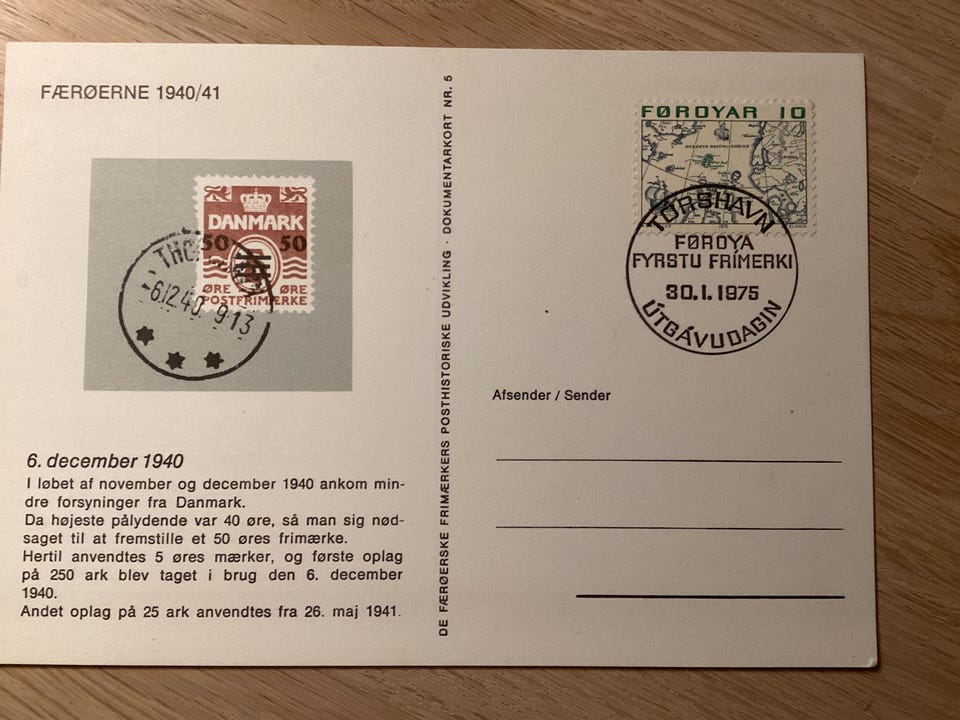 FÆRØERNE 1940/41
DANMARK
50 50
ØRE ØRE
POSTFRIMÆRKE
-6.12.40. 9-13
6. december 1940
I løbet af november og december 1940 ankom min-
dre forsyninger fra Danmark.
Da højeste pålydende var 40 øre, så man sig nød-
saget til at fremstille et 50 øres frimærke.
Hertil anvendtes 5 øres mærker, og første oplag
på 250 ark blev taget i brug den 6. december
1940.
Andet oplag på 25 ark anvendtes fra 26. maj 1941.
DE FÆRØERSKE FRIMÆRKERS POSTHISTORISKE UDVIKLING · DOKUMENTARKORT NR. 5
FØROYAR 10
TÓRSHAVN
FØROYA
FYRSTU FRÍMERKI
30.1.1975
ÚTGÁVUDAGIN
Afsender / Sender